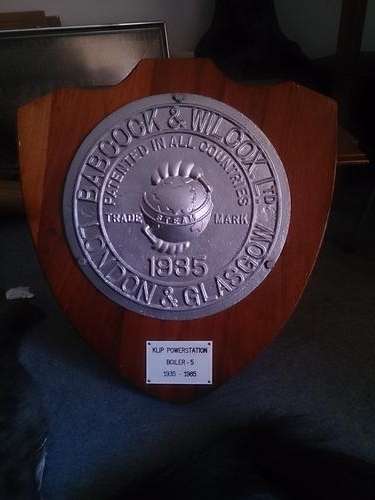 BABCOCK & WILCOX LTD
PATENTED IN ALL COUNTRIES
TRADE MARK
STEAM
1935
LONDON & GLASGOW
KLIP POWERSTATION
BOILER - 5
1935 - 1985